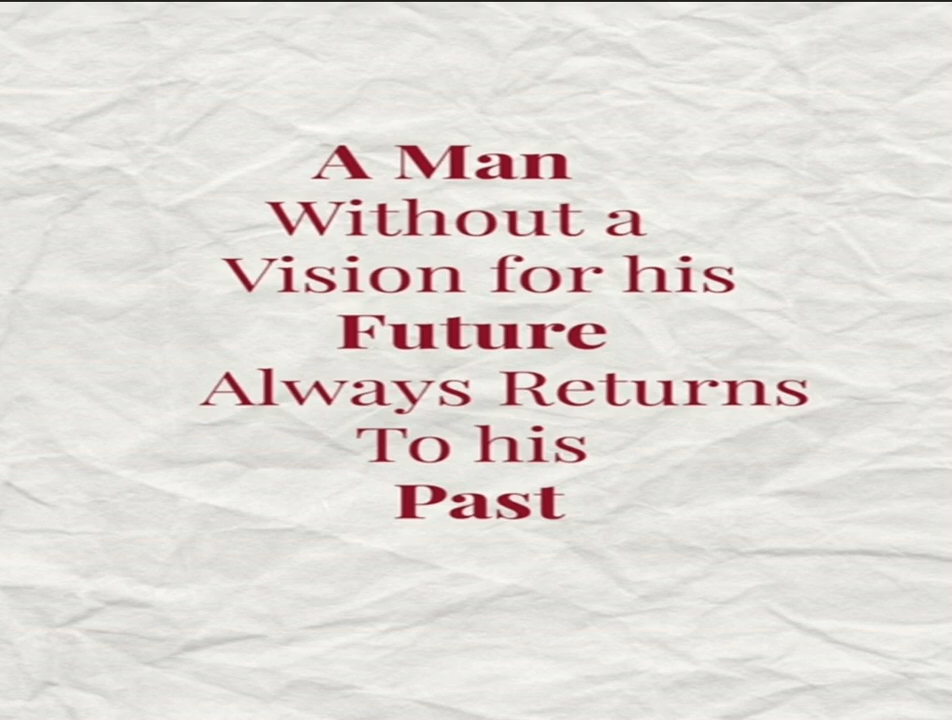 A Man
Without a
Vision for his
Future
Always Returns
To his
Past